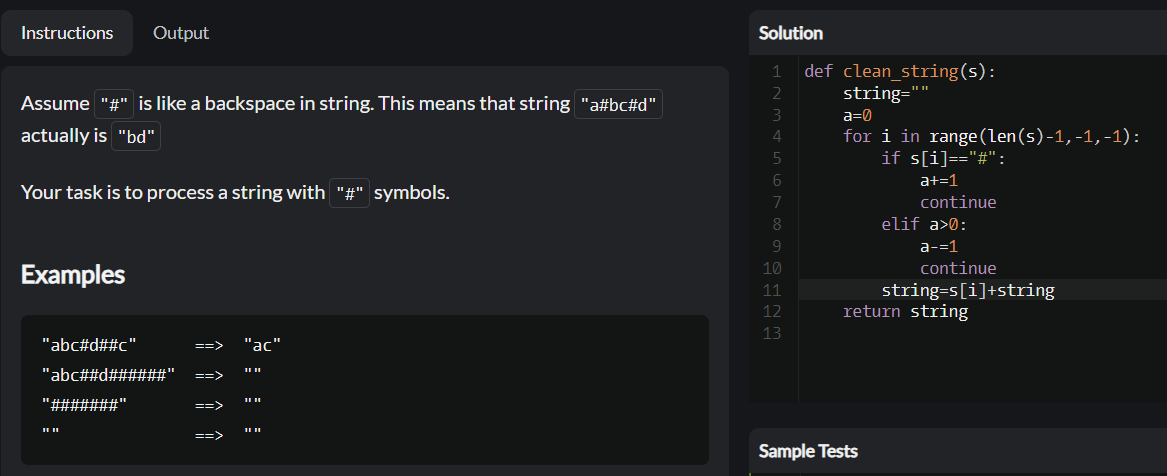 Instructions Output
Assume "#" is like a backspace in string. This means that string "a#bc#d"
actually is "bd"
Your task is to process a string with "#" symbols.
Examples
"abc#d##c" ==> "ac"
"abc##d######" ==> ""
"#######" ==> ""
"" ==> ""
Solution
1 def clean_string(s):
2     string=""
3     a=0
4     for i in range(len(s)-1,-1,-1):
5         if s[i]=="#":
6             a+=1
7             continue
8         elif a>0:
9             a-=1
10             continue
11         string=s[i]+string
12     return string
13
Sample Tests